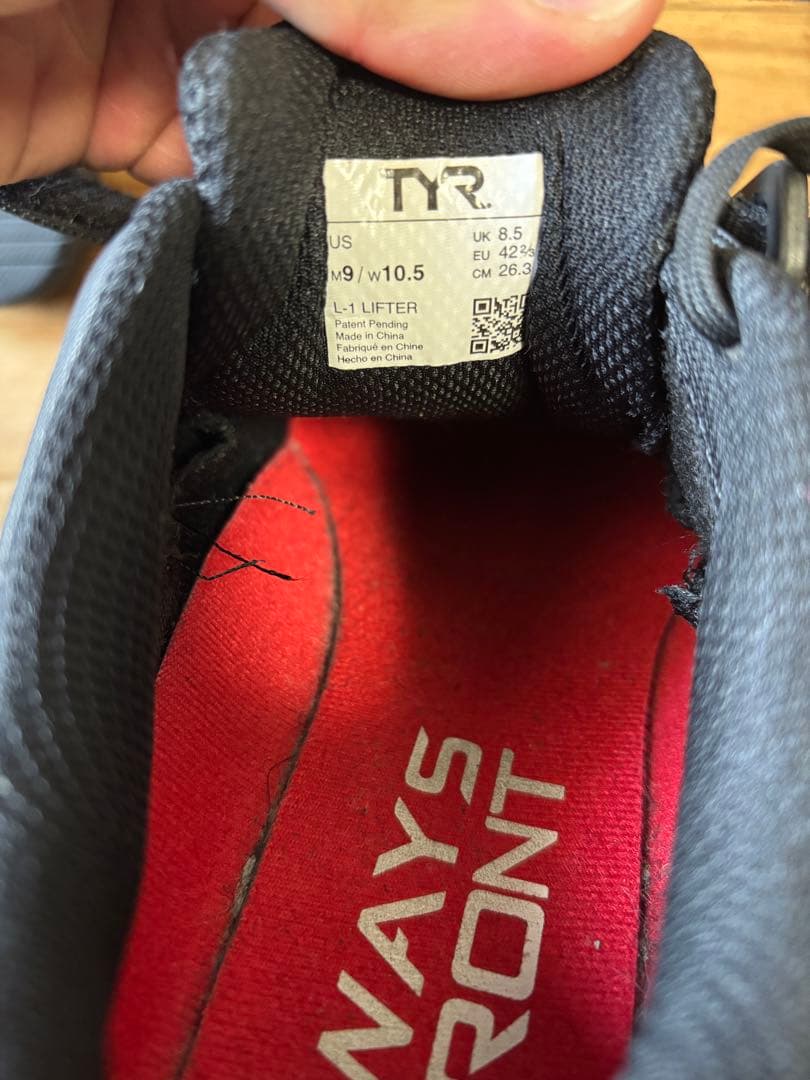 TYR
US
M9 / W10.5
UK 8.5
EU 42⅔
CM 26.3
L-1 LIFTER
Patent Pending
Made in China
Fabriqué en Chine
Hecho en China
WAYS
RONT